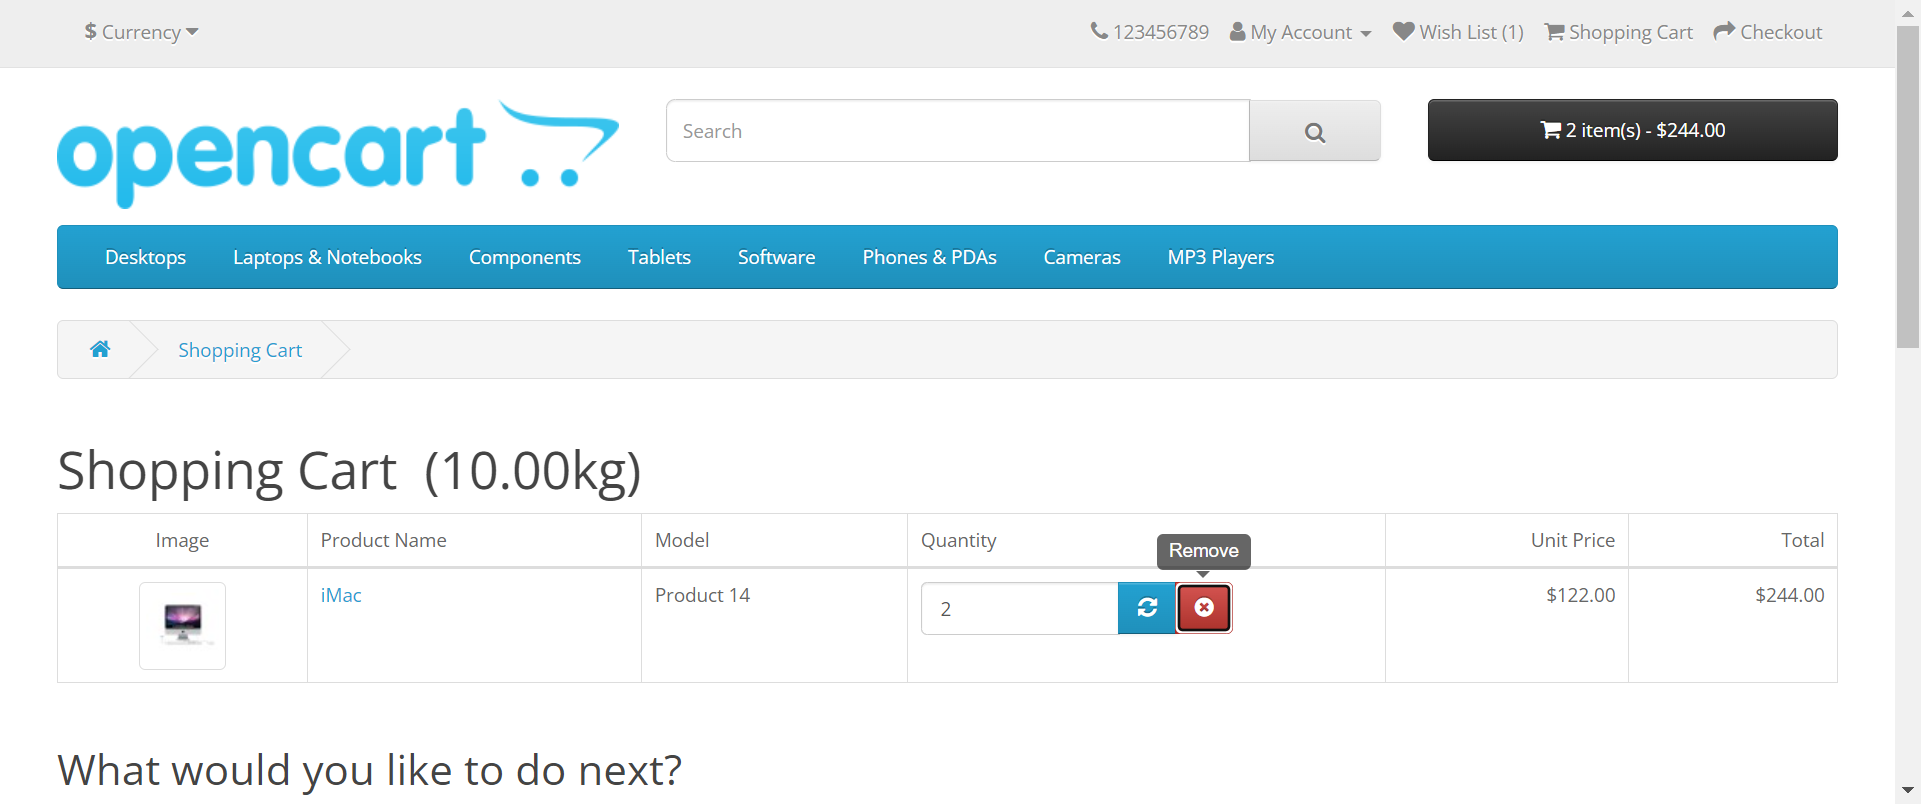 $ Currency
123456789 My Account Wish List (1) Shopping Cart Checkout
opencart
Search
2 item(s) - $244.00
Desktops Laptops & Notebooks Components Tablets Software Phones & PDAs Cameras MP3 Players
Shopping Cart
Shopping Cart (10.00kg)
Image Product Name Model Quantity Unit Price Total
Remove
iMac Product 14 2 $122.00 $244.00
What would you like to do next?